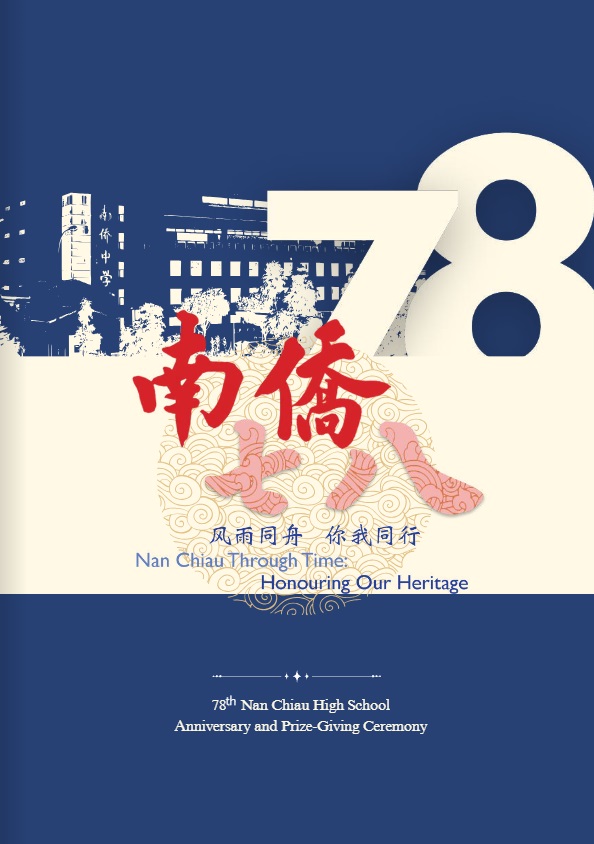 78
南侨中学
南侨
七八
风雨同舟 你我同行
Nan Chiau Through Time:
Honouring Our Heritage
78th Nan Chiau High School
Anniversary and Prize-Giving Ceremony